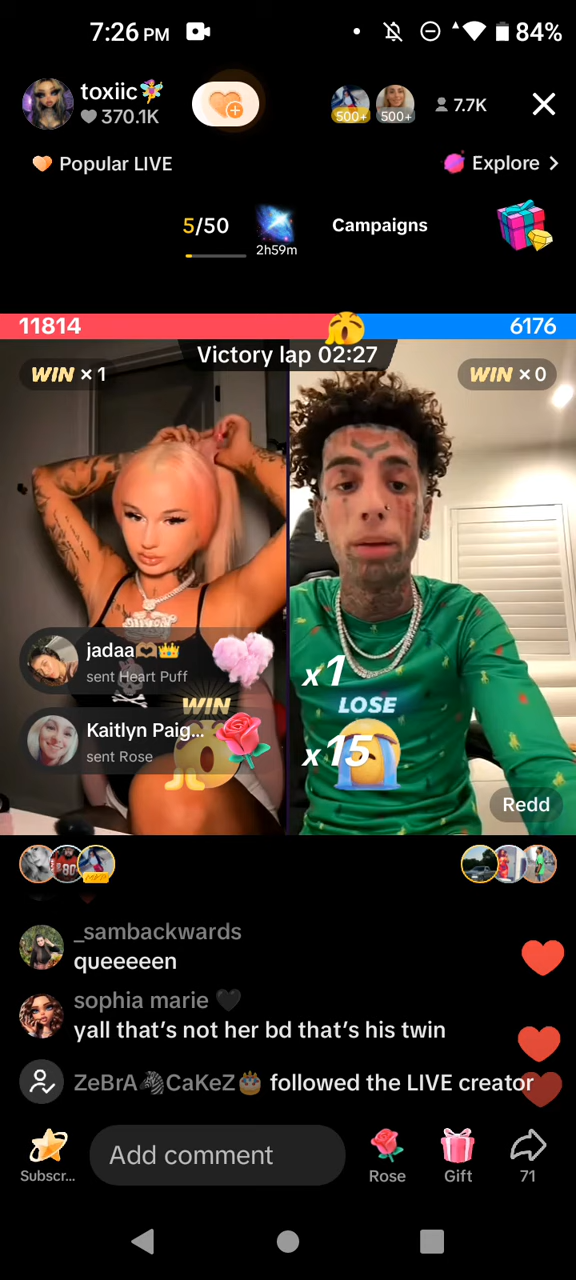 7:26 PM
84%
toxiic🧚
370.1K
500+
500+
7.7K
Popular LIVE
Explore >
5/50
2h59m
Campaigns
11814
6176
Victory lap 02:27
WIN × 1
WIN × 0
jadaa🫶🏽👑
sent Heart Puff
x1
WIN
LOSE
Kaitlyn Paig...
sent Rose
x15
Redd
80
_sambackwards
queeeeen
sophia marie 🖤
yall that’s not her bd that’s his twin
ZeBrA🦓CaKeZ🎂 followed the LIVE creator
Add comment
Subscr...
Rose
Gift
71